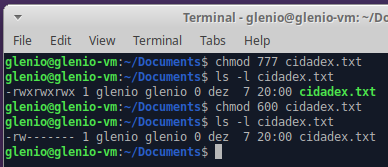 Terminal - glenio@glenio-vm: ~/Do
File Edit View Terminal Tabs Help
glenio@glenio-vm:~/Documents$ chmod 777 cidadex.txt
glenio@glenio-vm:~/Documents$ ls -l cidadex.txt
-rwxrwxrwx 1 glenio glenio 0 dez  7 20:00 cidadex.txt
glenio@glenio-vm:~/Documents$ chmod 600 cidadex.txt
glenio@glenio-vm:~/Documents$ ls -l cidadex.txt
-rw------- 1 glenio glenio 0 dez  7 20:00 cidadex.txt
glenio@glenio-vm:~/Documents$